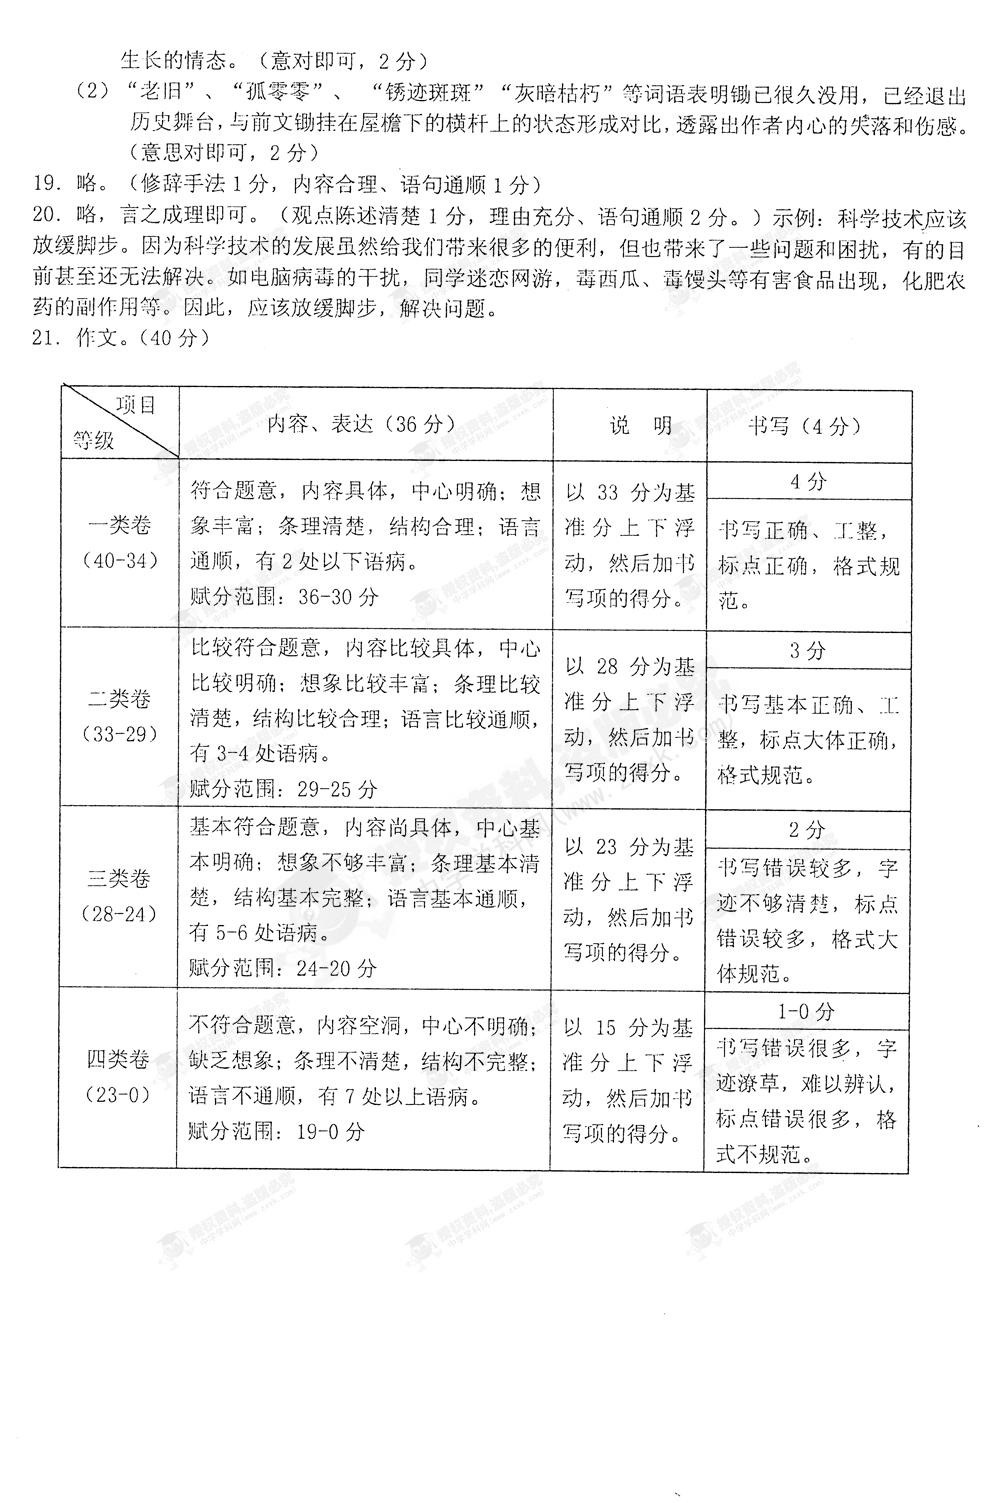 生长的情态。（意对即可，2 分）
（2）“老旧”、“孤零零”、 “锈迹斑斑”“灰暗枯朽”等词语表明锄已很久没用，已经退出
历史舞台，与前文锄挂在屋檐下的横杆上的状态形成对比，透露出作者内心的失落和伤感。
（意思对即可，2 分）
19．略。（修辞手法 1 分，内容合理、语句通顺 1 分）
20．略，言之成理即可。（观点陈述清楚 1 分，理由充分、语句通顺 2 分。）示例：科学技术应该
放缓脚步。因为科学技术的发展虽然给我们带来很多的便利，但也带来了一些问题和困扰，有的目
前甚至还无法解决。如电脑病毒的干扰，同学迷恋网游，毒西瓜、毒馒头等有害食品出现，化肥农
药的副作用等。因此，应该放缓脚步，解决问题。
21．作文。（40 分）
项目
等级
内容、表达（36 分）
说 明
书写（4 分）
一类卷
（40-34）
符合题意，内容具体，中心明确；想
象丰富；条理清楚，结构合理；语言
通顺，有 2 处以下语病。
赋分范围：36-30 分
以 33 分为基
准分上下浮
动，然后加书
写项的得分。
4 分
书写正确、工整，
标点正确，格式规
范。
二类卷
（33-29）
比较符合题意，内容比较具体，中心
比较明确；想象比较丰富；条理比较
清楚，结构比较合理；语言比较通顺，
有 3-4 处语病。
赋分范围：29-25 分
以 28 分为基
准分上下浮
动，然后加书
写项的得分。
3 分
书写基本正确、工
整，标点大体正确，
格式规范。
三类卷
（28-24）
基本符合题意，内容尚具体，中心基
本明确；想象不够丰富；条理基本清
楚，结构基本完整；语言基本通顺，
有 5-6 处语病。
赋分范围：24-20 分
以 23 分为基
准分上下浮
动，然后加书
写项的得分。
2 分
书写错误较多，字
迹不够清楚，标点
错误较多，格式大
体规范。
四类卷
（23-0）
不符合题意，内容空洞，中心不明确；
缺乏想象；条理不清楚，结构不完整；
语言不通顺，有 7 处以上语病。
赋分范围：19-0 分
以 15 分为基
准分上下浮
动，然后加书
写项的得分。
1-0 分
书写错误很多，字
迹潦草，难以辨认，
标点错误很多，格
式不规范。